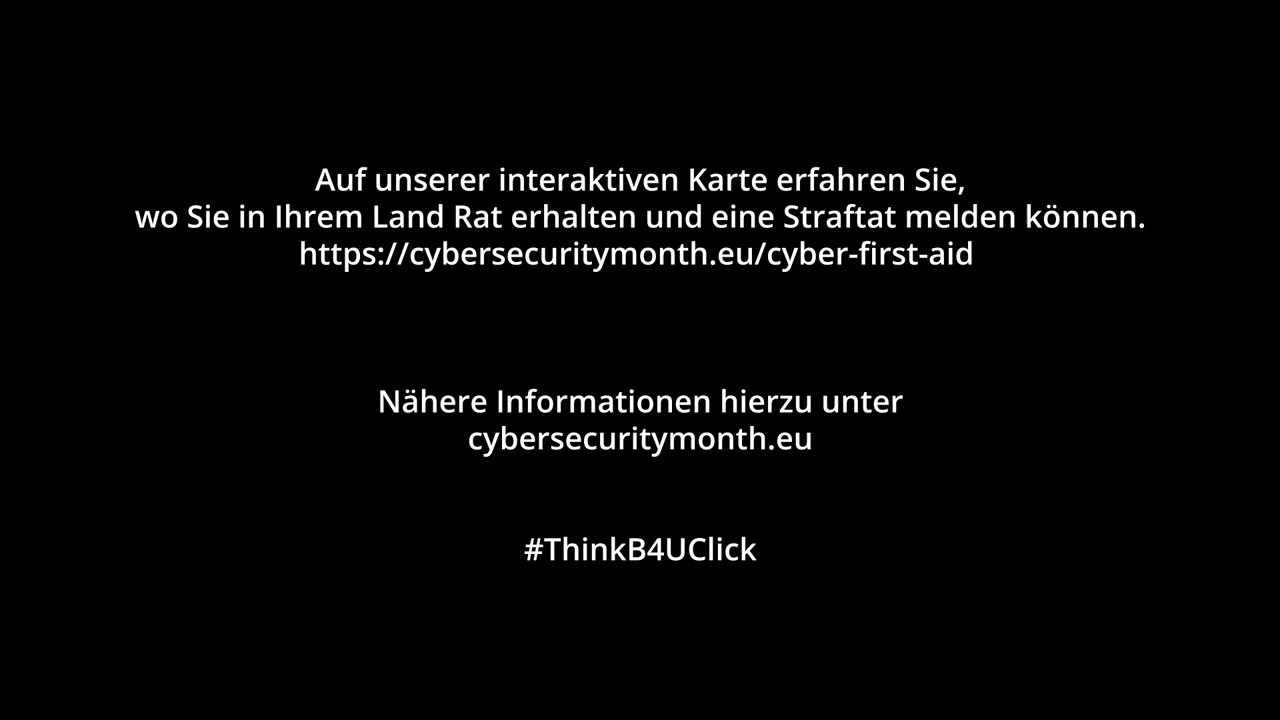 Auf unserer interaktiven Karte erfahren Sie,
wo Sie in Ihrem Land Rat erhalten und eine Straftat melden können.
https://cybersecuritymonth.eu/cyber-first-aid
Nähere Informationen hierzu unter
cybersecuritymonth.eu
#ThinkB4UClick